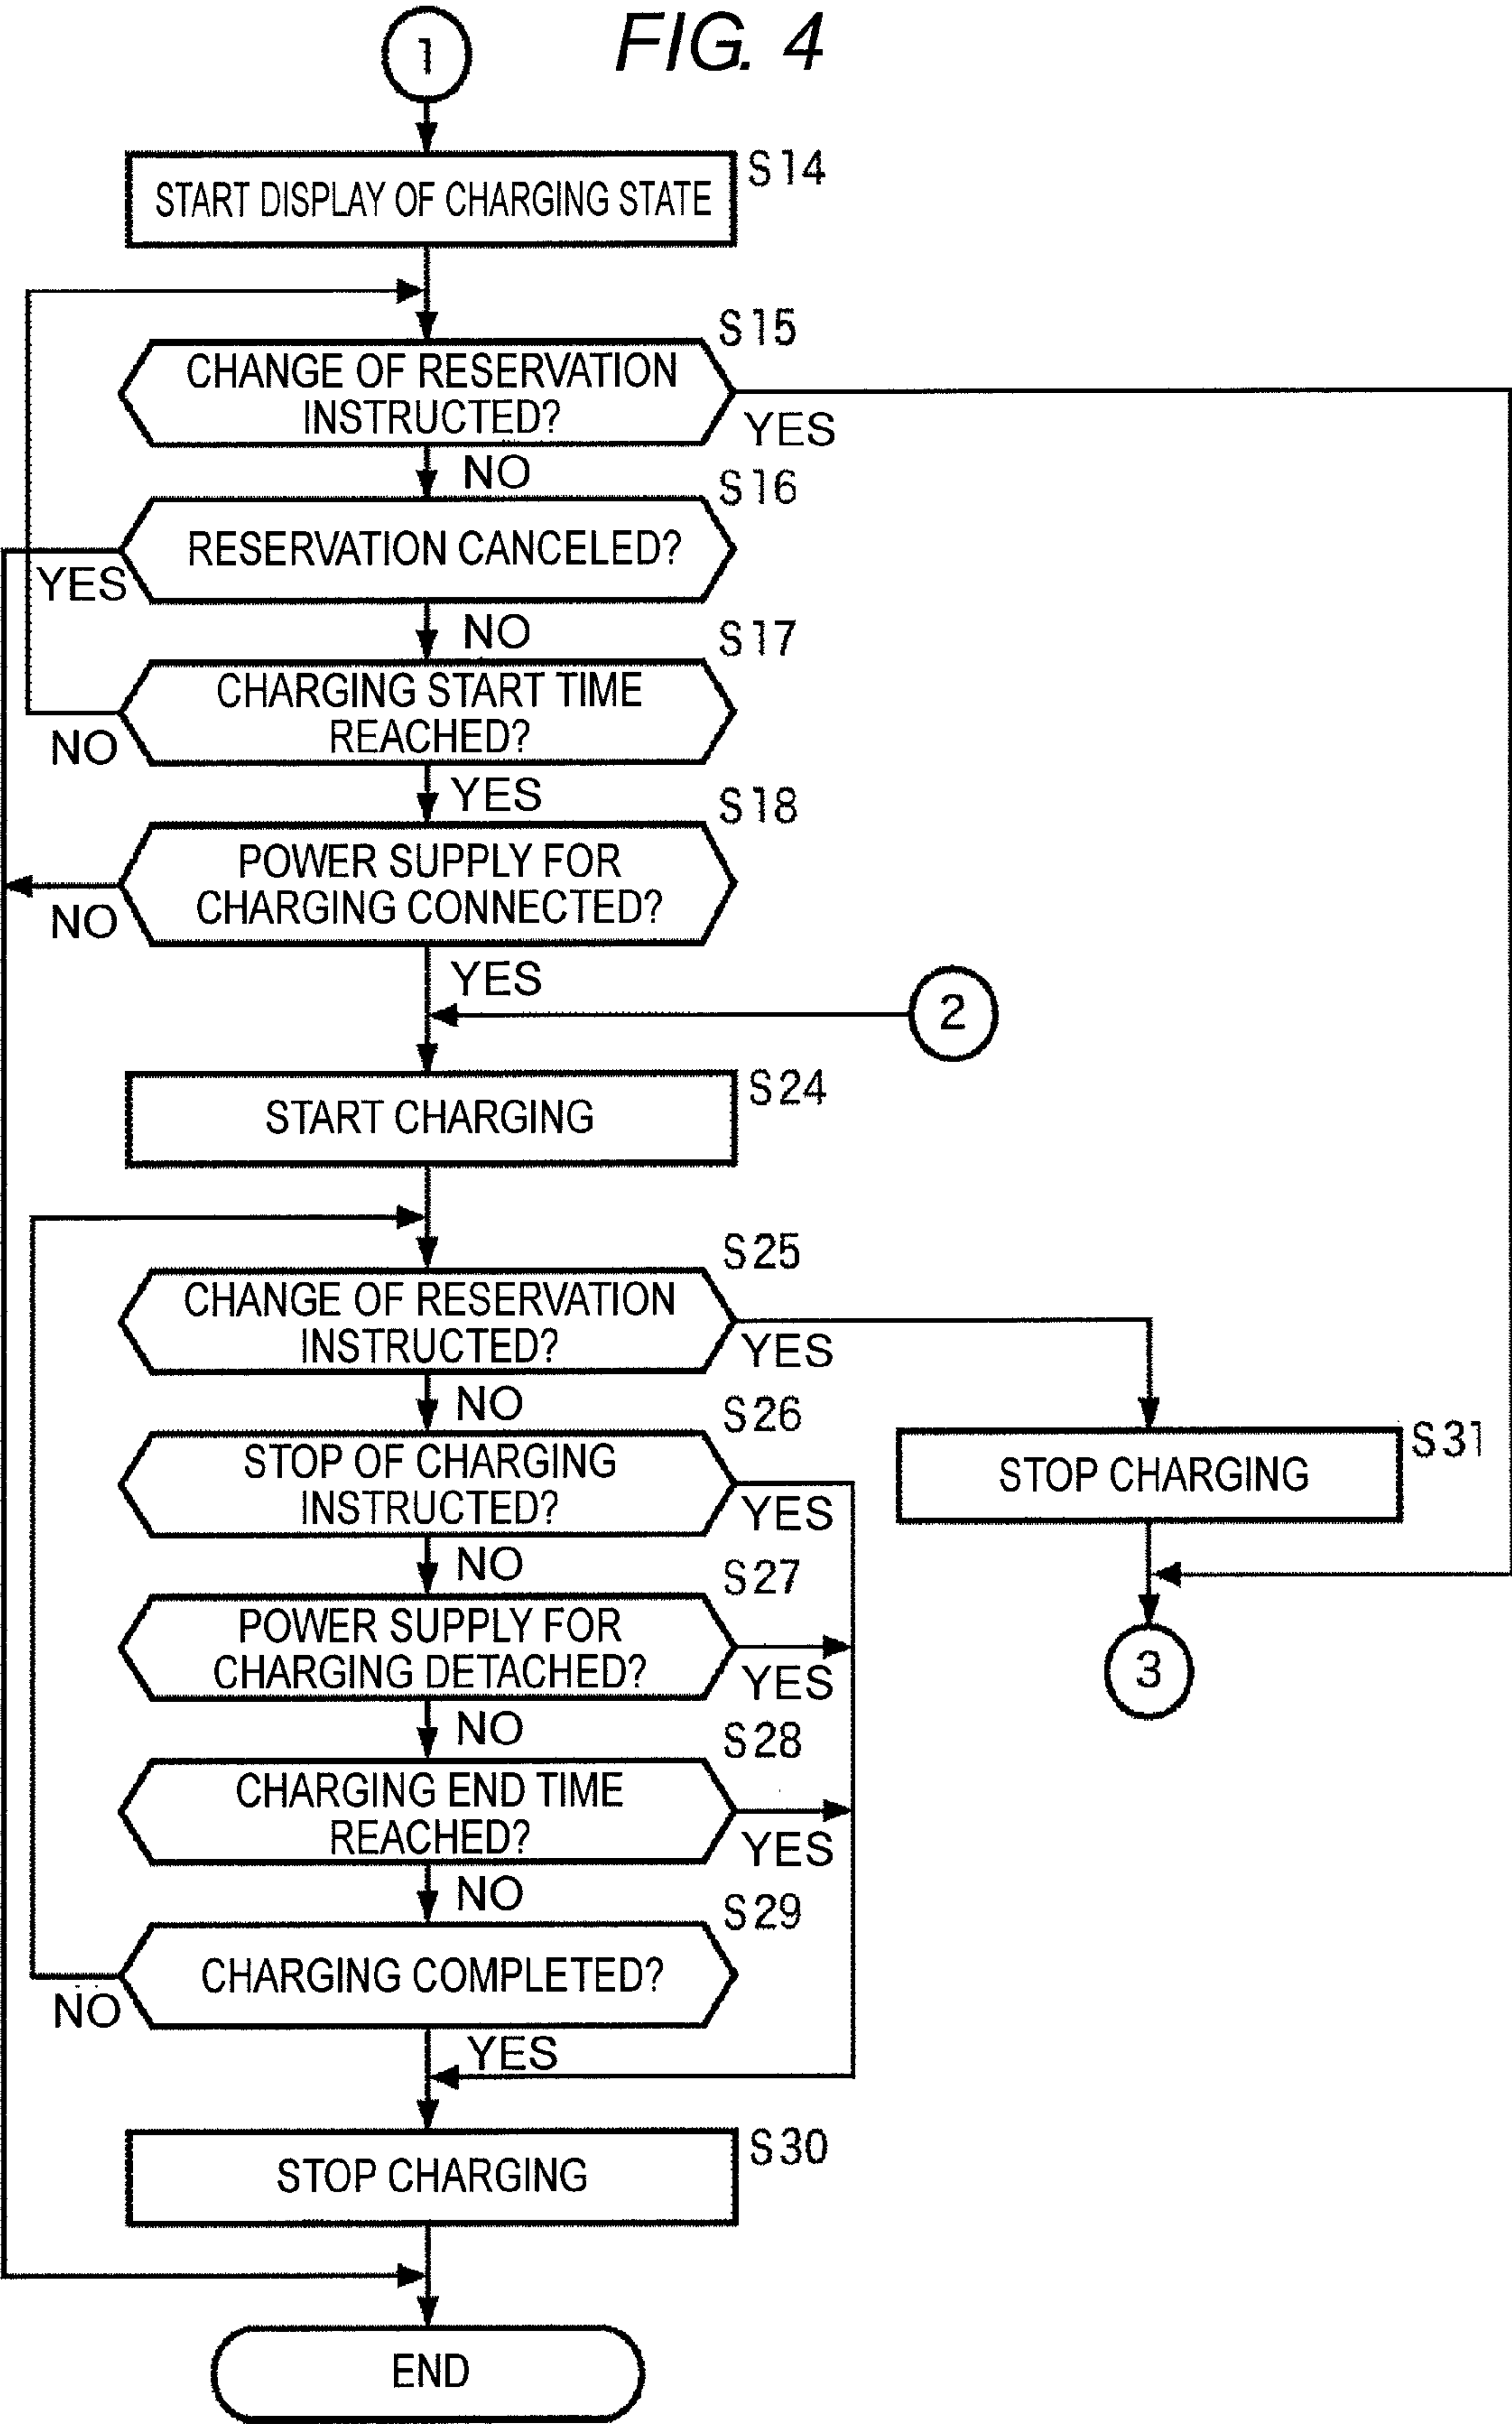 FIG. 4
1
S14
START DISPLAY OF CHARGING STATE
S15
CHANGE OF RESERVATION
INSTRUCTED?
YES
NO
S16
RESERVATION CANCELED?
YES
NO
S17
CHARGING START TIME
REACHED?
NO
YES
S18
POWER SUPPLY FOR
CHARGING CONNECTED?
NO
YES
2
S24
START CHARGING
S25
CHANGE OF RESERVATION
INSTRUCTED?
YES
NO
S26
STOP OF CHARGING
INSTRUCTED?
YES
S31
STOP CHARGING
NO
S27
POWER SUPPLY FOR
CHARGING DETACHED?
YES
3
NO
S28
CHARGING END TIME
REACHED?
YES
NO
S29
CHARGING COMPLETED?
NO
YES
S30
STOP CHARGING
END